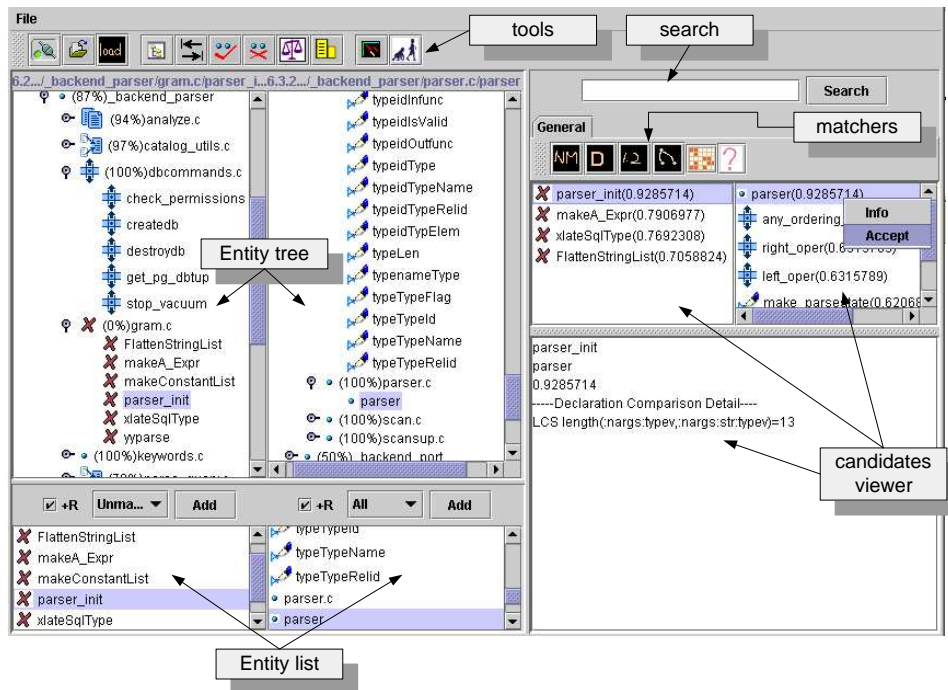 File
tools
search
load
6.2.../_backend_parser/gram.c/parser_i...6.3.2.../_backend_parser/parser.c/parser
(87%)_backend_parser
(94%)analyze.c
(97%)catalog_utils.c
(100%)dbcommands.c
check_permissions
createdb
destroydb
get_pg_dbtup
stop_vacuum
(0%)gram.c
FlattenStringList
makeA_Expr
makeConstantList
parser_init
xlateSqlType
yyparse
(100%)keywords.c
typeidInfunc
typeidIsValid
typeidOutfunc
typeidType
typeidTypeName
typeidTypeRelid
typeidTypElem
typeLen
typenameType
typeTypeFlag
typeTypeId
typeTypeName
typeTypeRelid
(100%)parser.c
parser
(100%)scan.c
(100%)scansup.c
(50%)_backend_port
Entity tree
Search
General
matchers
NM D 1.2 ?
parser_init(0.9285714)
makeA_Expr(0.7906977)
xlateSqlType(0.7692308)
FlattenStringList(0.7058824)
parser(0.9285714)
any_ordering_
right_oper(0.6315789)
left_oper(0.6315789)
make_parsestate(0.62068
Info
Accept
parser_init
parser
0.9285714
-----Declaration Comparison Detail----
LCS length(:nargs:typev,:nargs:str:typev)=13
candidates
viewer
+R Unma... Add
+R All Add
FlattenStringList
makeA_Expr
makeConstantList
parser_init
xlateSqlType
typeTypeId
typeTypeName
typeTypeRelid
parser.c
parser
Entity list